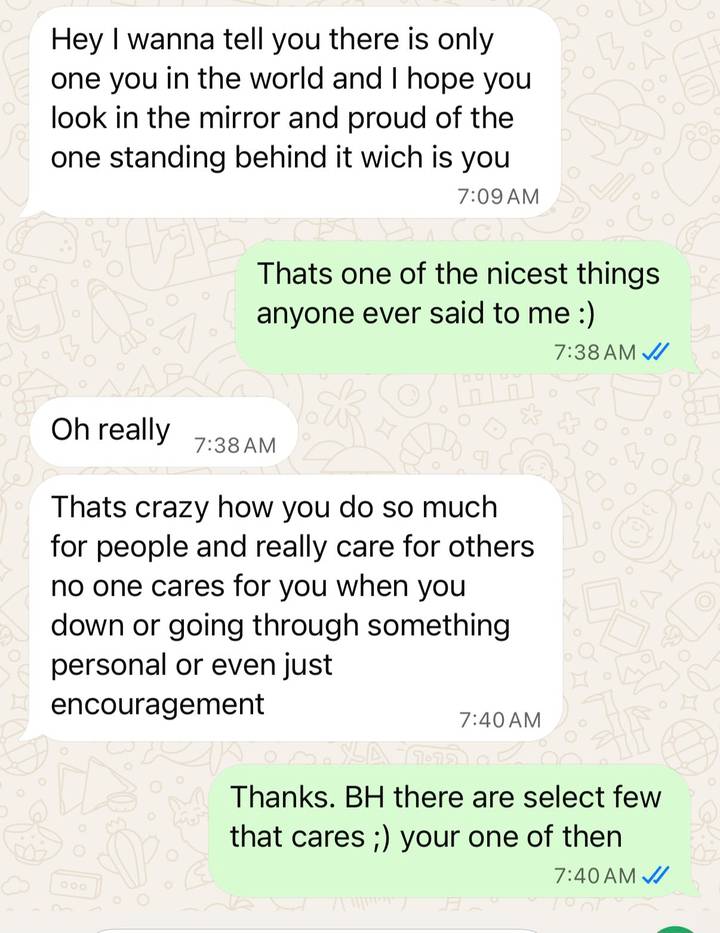 Hey I wanna tell you there is only
one you in the world and I hope you
look in the mirror and proud of the
one standing behind it wich is you
7:09 AM
Thats one of the nicest things
anyone ever said to me :)
7:38 AM
Oh really
7:38 AM
Thats crazy how you do so much
for people and really care for others
no one cares for you when you
down or going through something
personal or even just
encouragement
7:40 AM
Thanks. BH there are select few
that cares ;) your one of then
7:40 AM